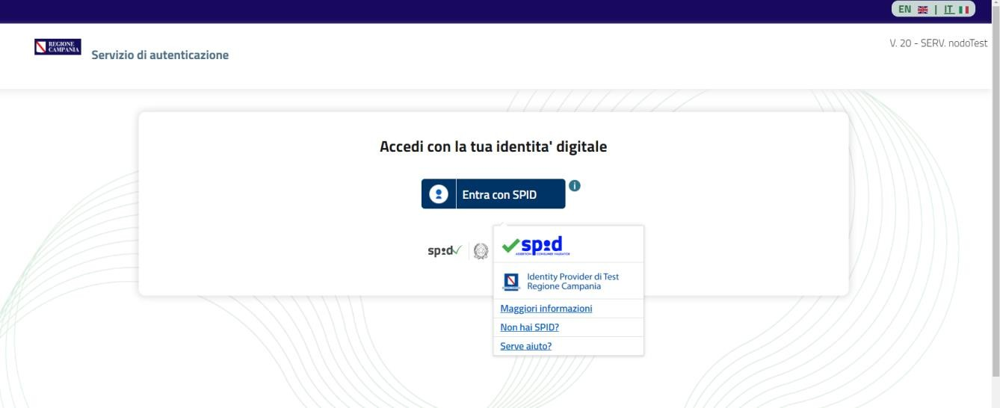 EN | IT
REGIONE
CAMPANIA
Servizio di autenticazione
V. 20 - SERV. nodoTest
Accedi con la tua identita' digitale
Entra con SPID
i
spid
spid
ASSERTION CONSUMER VALIDATOR
Identity Provider di Test
Regione Campania
Maggiori informazioni
Non hai SPID?
Serve aiuto?